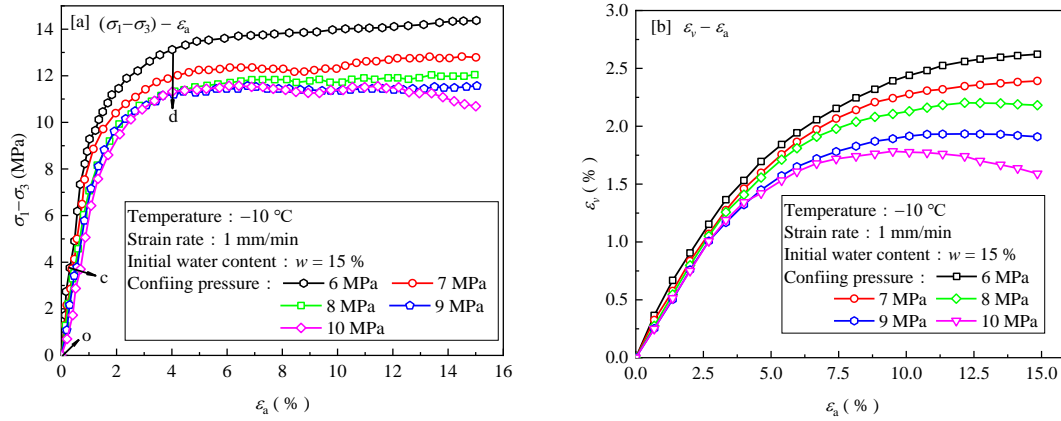 [a] (σ₁−σ₃) − εₐ
14
12
10
8
6
4
2
0
σ₁−σ₃ (MPa)
d
c
o
Temperature : −10 ℃
Strain rate : 1 mm/min
Initial water content : w = 15 %
Confiing pressure : 6 MPa 7 MPa
8 MPa 9 MPa
10 MPa
0 2 4 6 8 10 12 14 16
εₐ ( % )
[b] εᵥ − εₐ
3.0
2.5
2.0
1.5
1.0
0.5
0.0
εᵥ ( % )
Temperature : −10 ℃
Strain rate : 1 mm/min
Initial water content : w = 15 %
Confiing pressure : 6 MPa
7 MPa 8 MPa
9 MPa 10 MPa
0.0 2.5 5.0 7.5 10.0 12.5 15.0
εₐ ( % )